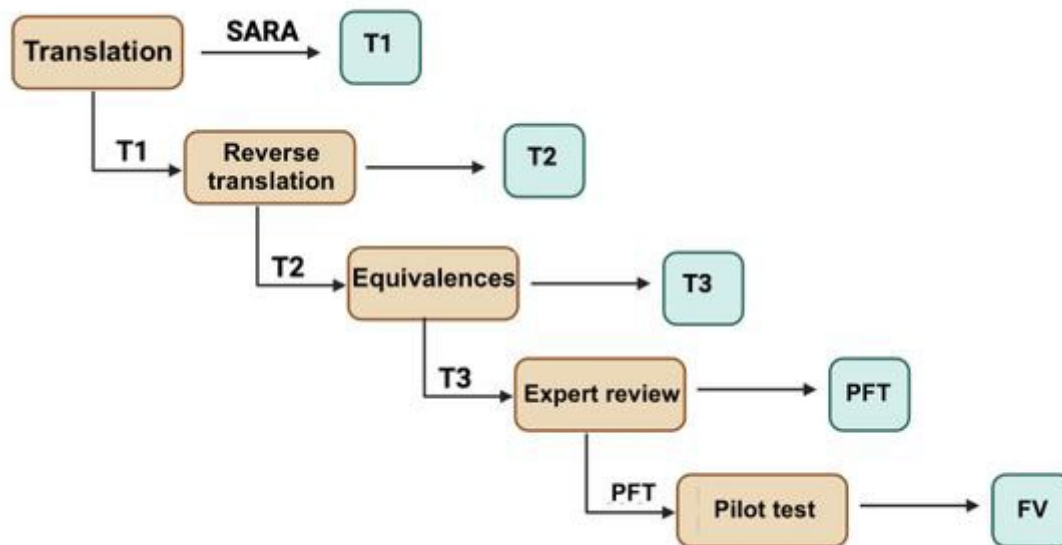 Translation
SARA
T1
T1
Reverse
translation
T2
T2
Equivalences
T3
T3
Expert review
PFT
PFT
Pilot test
FV